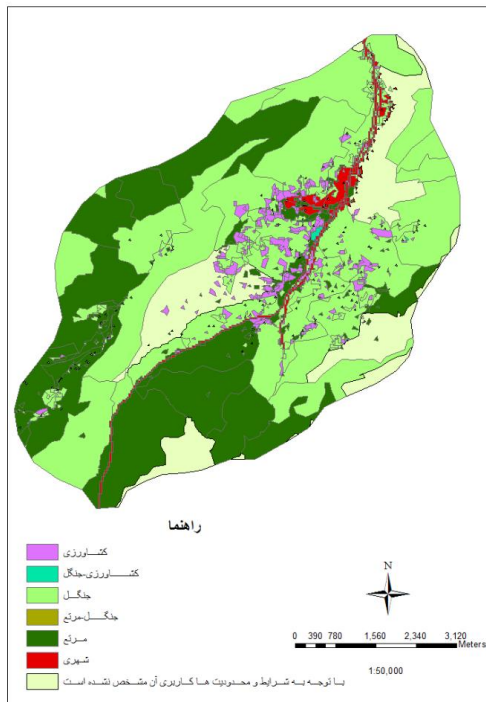 راهنما
کشاورزی
کشاورزی-جنگل
جنگل
جنگل-مرتع
مرتع
شهری
با توجه به شرایط و محدودیت ها کاربری آن مشخص نشده است
N
0 390 780 1,560 2,340 3,120
Meters
1:50,000